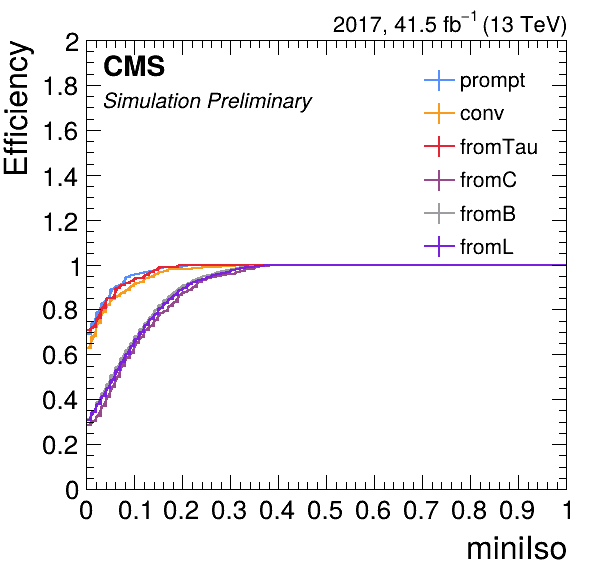 2017, 41.5 fb⁻¹ (13 TeV)
CMS
Simulation Preliminary
prompt
conv
fromTau
fromC
fromB
fromL
Efficiency
2
1.8
1.6
1.4
1.2
1
0.8
0.6
0.4
0.2
0
0 0.1 0.2 0.3 0.4 0.5 0.6 0.7 0.8 0.9 1
miniIso